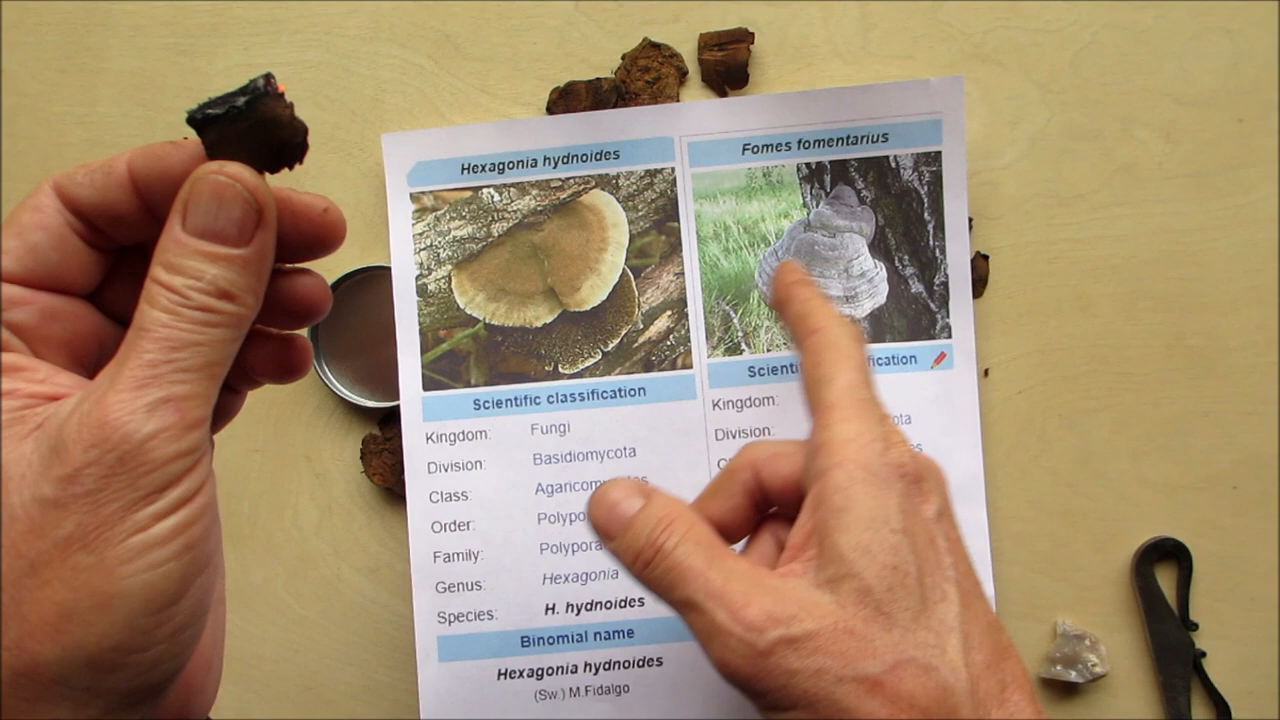 Hexagonia hydnoides
Scientific classification
Kingdom: Fungi
Division: Basidiomycota
Class:
Order:
Family:
Genus: Hexagonia
Species: H. hydnoides
Binomial name
Hexagonia hydnoides
(Sw.) M.Fidalgo
Fomes fomentarius
Kingdom:
Division: